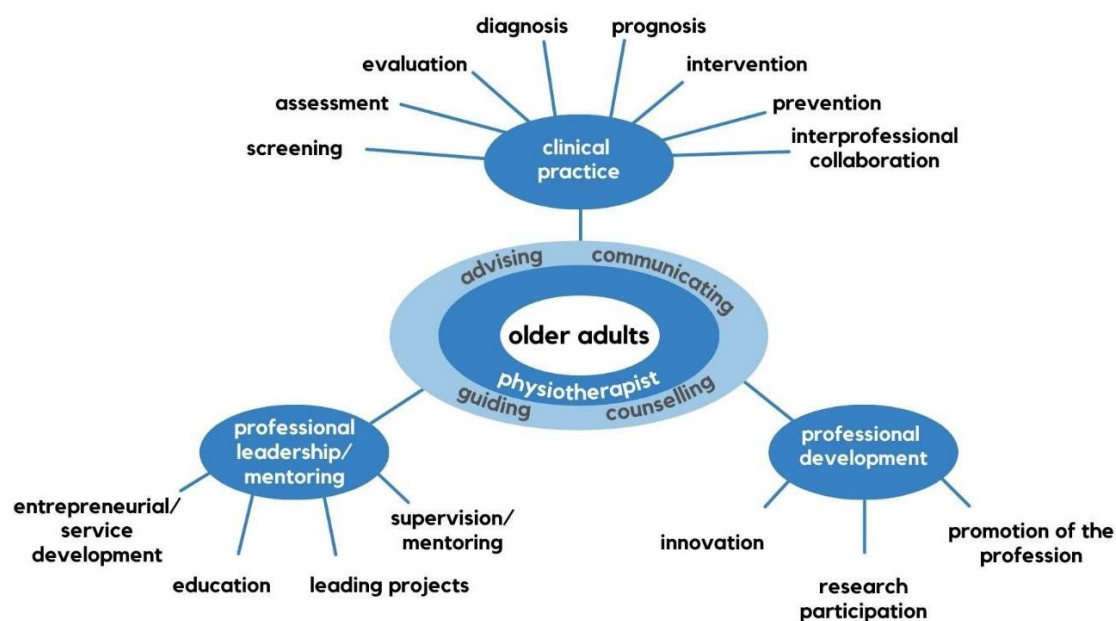 diagnosis
prognosis
evaluation
intervention
assessment
prevention
screening
interprofessional
collaboration
clinical
practice
advising
communicating
older adults
physiotherapist
guiding
counselling
professional
leadership/
mentoring
entrepreneurial/
service
development
education
leading projects
supervision/
mentoring
professional
development
innovation
research
participation
promotion of the
profession